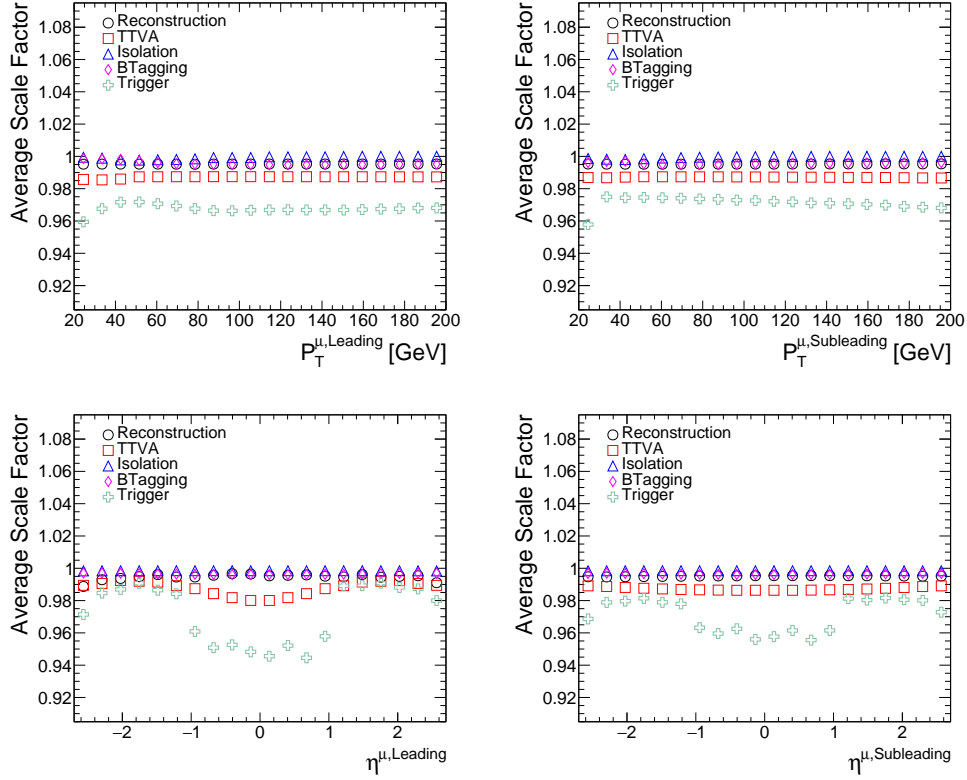 Average Scale Factor
1.08
1.06
1.04
1.02
1
0.98
0.96
0.94
0.92
Reconstruction
TTVA
Isolation
BTagging
Trigger
20 40 60 80 100 120 140 160 180 200
P_T^{μ,Leading} [GeV]
Average Scale Factor
1.08
1.06
1.04
1.02
1
0.98
0.96
0.94
0.92
Reconstruction
TTVA
Isolation
BTagging
Trigger
20 40 60 80 100 120 140 160 180 200
P_T^{μ,Subleading} [GeV]
Average Scale Factor
1.08
1.06
1.04
1.02
1
0.98
0.96
0.94
0.92
Reconstruction
TTVA
Isolation
BTagging
Trigger
−2 −1 0 1 2
η^{μ,Leading}
Average Scale Factor
1.08
1.06
1.04
1.02
1
0.98
0.96
0.94
0.92
Reconstruction
TTVA
Isolation
BTagging
Trigger
−2 −1 0 1 2
η^{μ,Subleading}